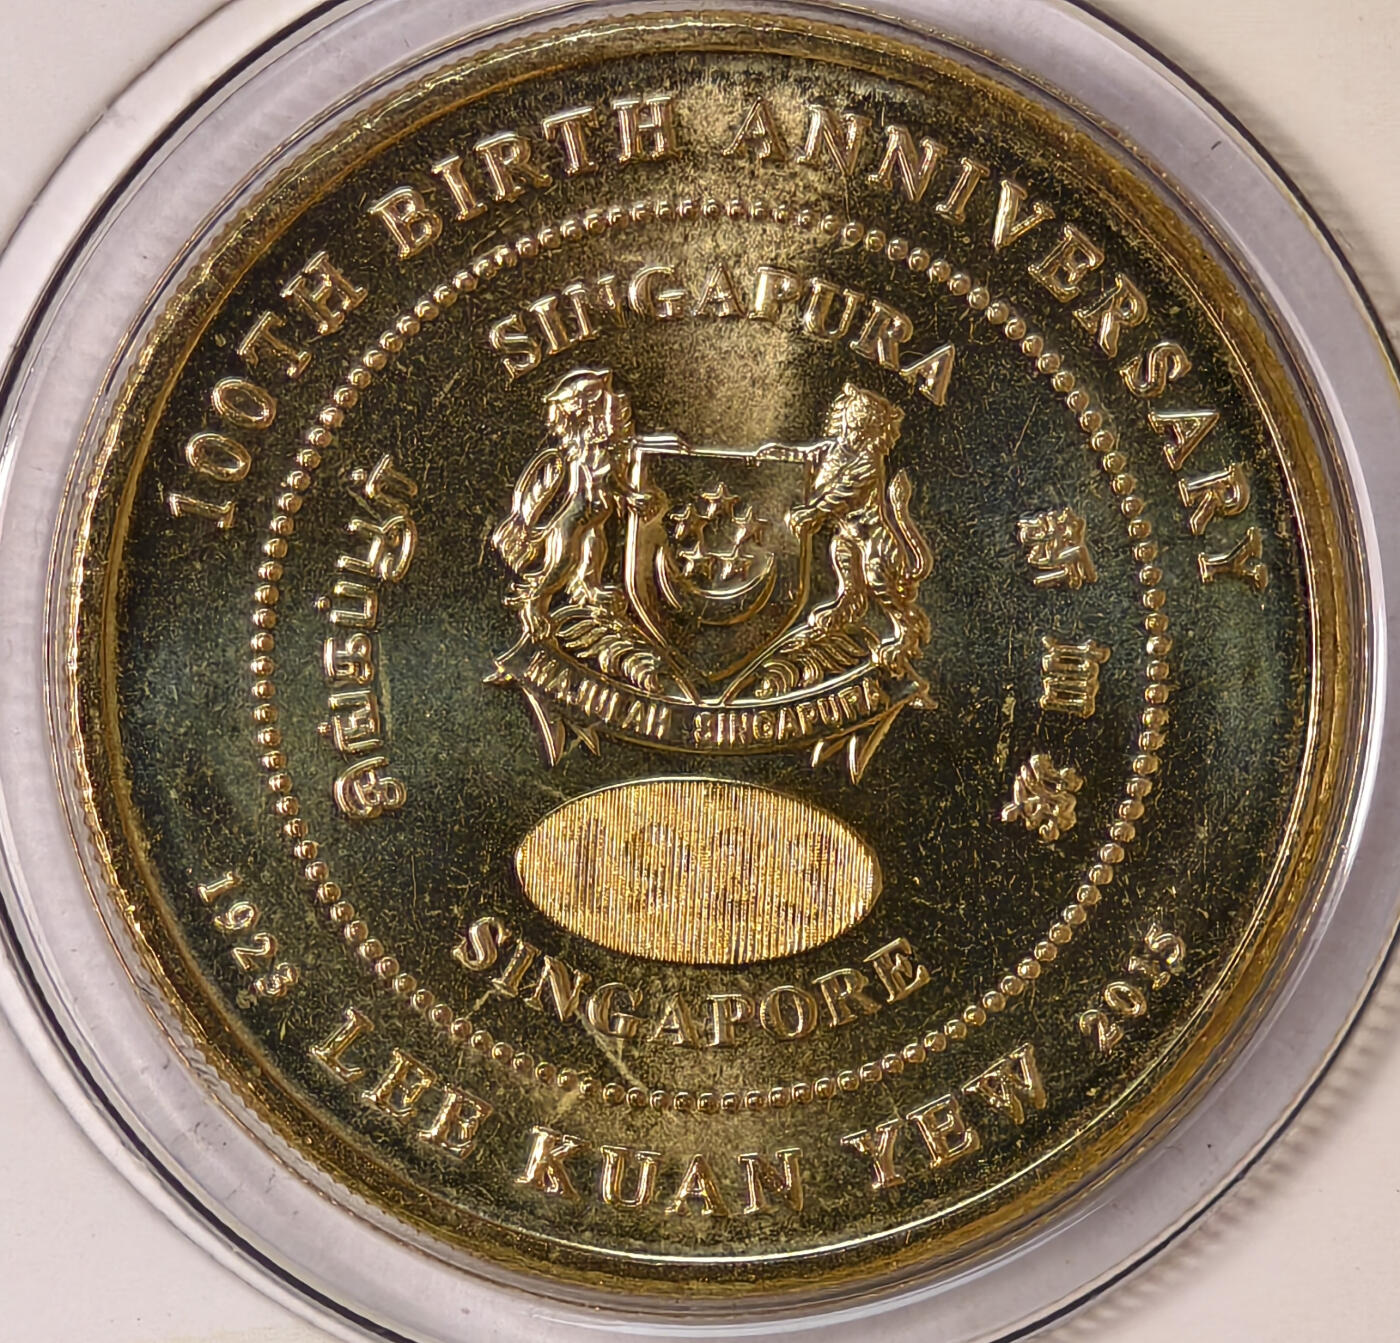 100TH BIRTH ANNIVERSARY
SINGAPURA
சிங்கப்பூர்
新加坡
MAJULAH SINGAPURA
SINGAPORE
1923 LEE KUAN YEW 2015